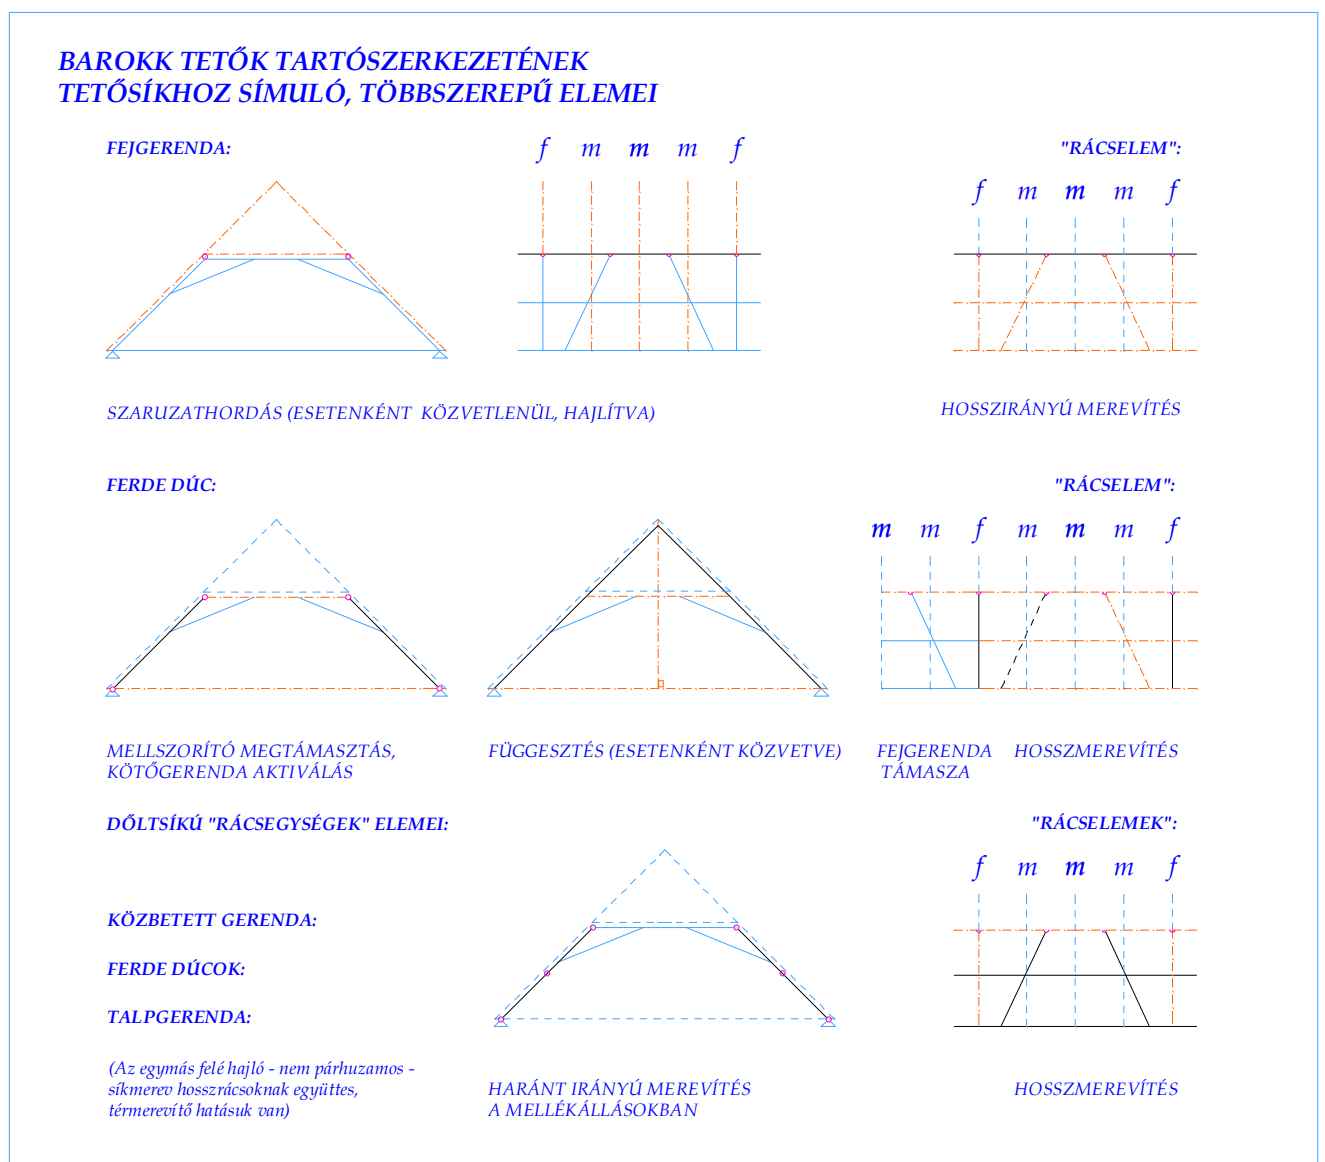 BAROKK TETŐK TARTÓSZERKEZETÉNEK
TETŐSÍKHOZ SÍMULÓ, TÖBBSZEREPŰ ELEMEI
FEJGERENDA:
f m m m f
"RÁCSELEM":
f m m m f
SZARUZATHORDÁS (ESETENKÉNT KÖZVETLENÜL, HAJLÍTVA)
HOSSZIRÁNYÚ MEREVÍTÉS
FERDE DÚC:
"RÁCSELEM":
m m f m m m f
MELLSZORÍTÓ MEGTÁMASZTÁS,
KÖTŐGERENDA AKTIVÁLÁS
FÜGGESZTÉS (ESETENKÉNT KÖZVETVE)
FEJGERENDA
TÁMASZA
HOSSZMEREVÍTÉS
DŐLTSÍKÚ "RÁCSEGYSÉGEK" ELEMEI:
"RÁCSELEMEK":
f m m m f
KÖZBETETT GERENDA:
FERDE DÚCOK:
TALPGERENDA:
(Az egymás felé hajló - nem párhuzamos -
síkmerev hosszrácsoknak együttes,
térmerevítő hatásuk van)
HARÁNT IRÁNYÚ MEREVÍTÉS
A MELLÉKÁLLÁSOKBAN
HOSSZMEREVÍTÉS